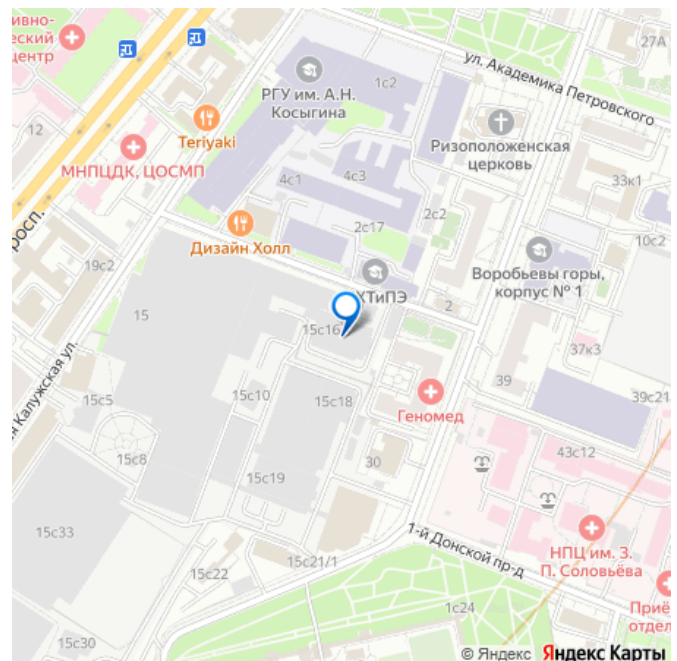 ивно-
еский
центр
27А
ул. Академика Петровского
1с2
РГУ им. А.Н.
Косыгина
Teriyaki
12
МНПЦДК, ЦОСМП
Ризоположенская
церковь
4с1
4с3
33к1
2с2
2с17
10с2
росп.
Дизайн Холл
19с2
Воробьевы горы,
корпус № 1
ХТиПЭ
2
15
15с16
37к3
39
39с21
я Калужская ул.
15с5
15с10
15с18
Геномед
43с12
15с8
30
15с19
15с33
1-й Донской пр-д
НПЦ им. З.
П. Соловьёва
15с21/1
15с22
1с24
Приё
отдел
15с30
© Яндекс Яндекс Карты